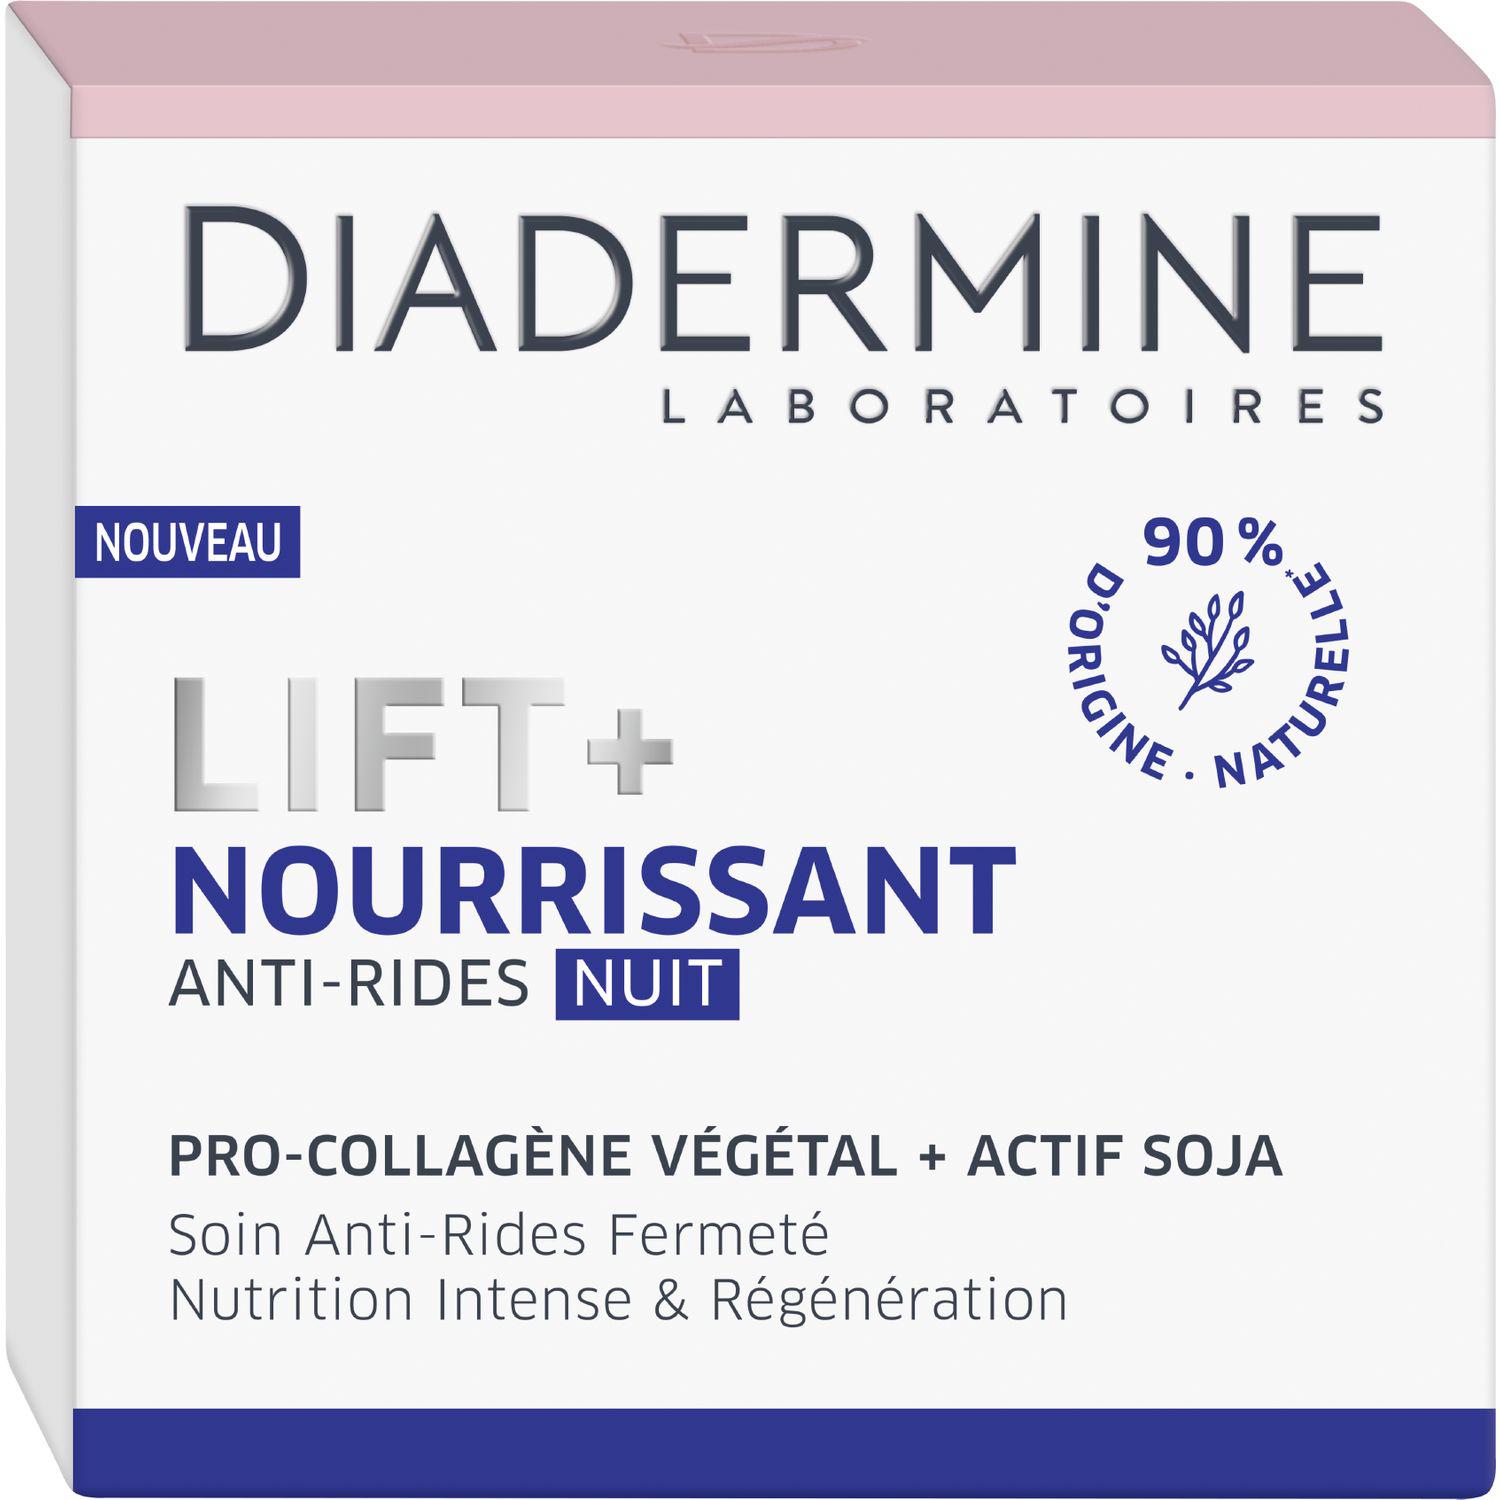 DIADERMINE
LABORATOIRES
NOUVEAU
90 %
D'ORIGINE · NATURELLE*
LIFT+
NOURRISSANT
ANTI-RIDES NUIT
PRO-COLLAGÈNE VÉGÉTAL + ACTIF SOJA
Soin Anti-Rides Fermeté
Nutrition Intense & Régénération